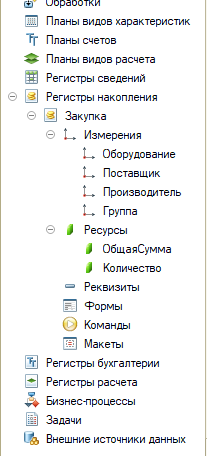 Обработки
Планы видов характеристик
Планы счетов
Планы видов расчета
Регистры сведений
Регистры накопления
Закупка
Измерения
Оборудование
Поставщик
Производитель
Группа
Ресурсы
ОбщаяСумма
Количество
Реквизиты
Формы
Команды
Макеты
Регистры бухгалтерии
Регистры расчета
Бизнес-процессы
Задачи
Внешние источники данных